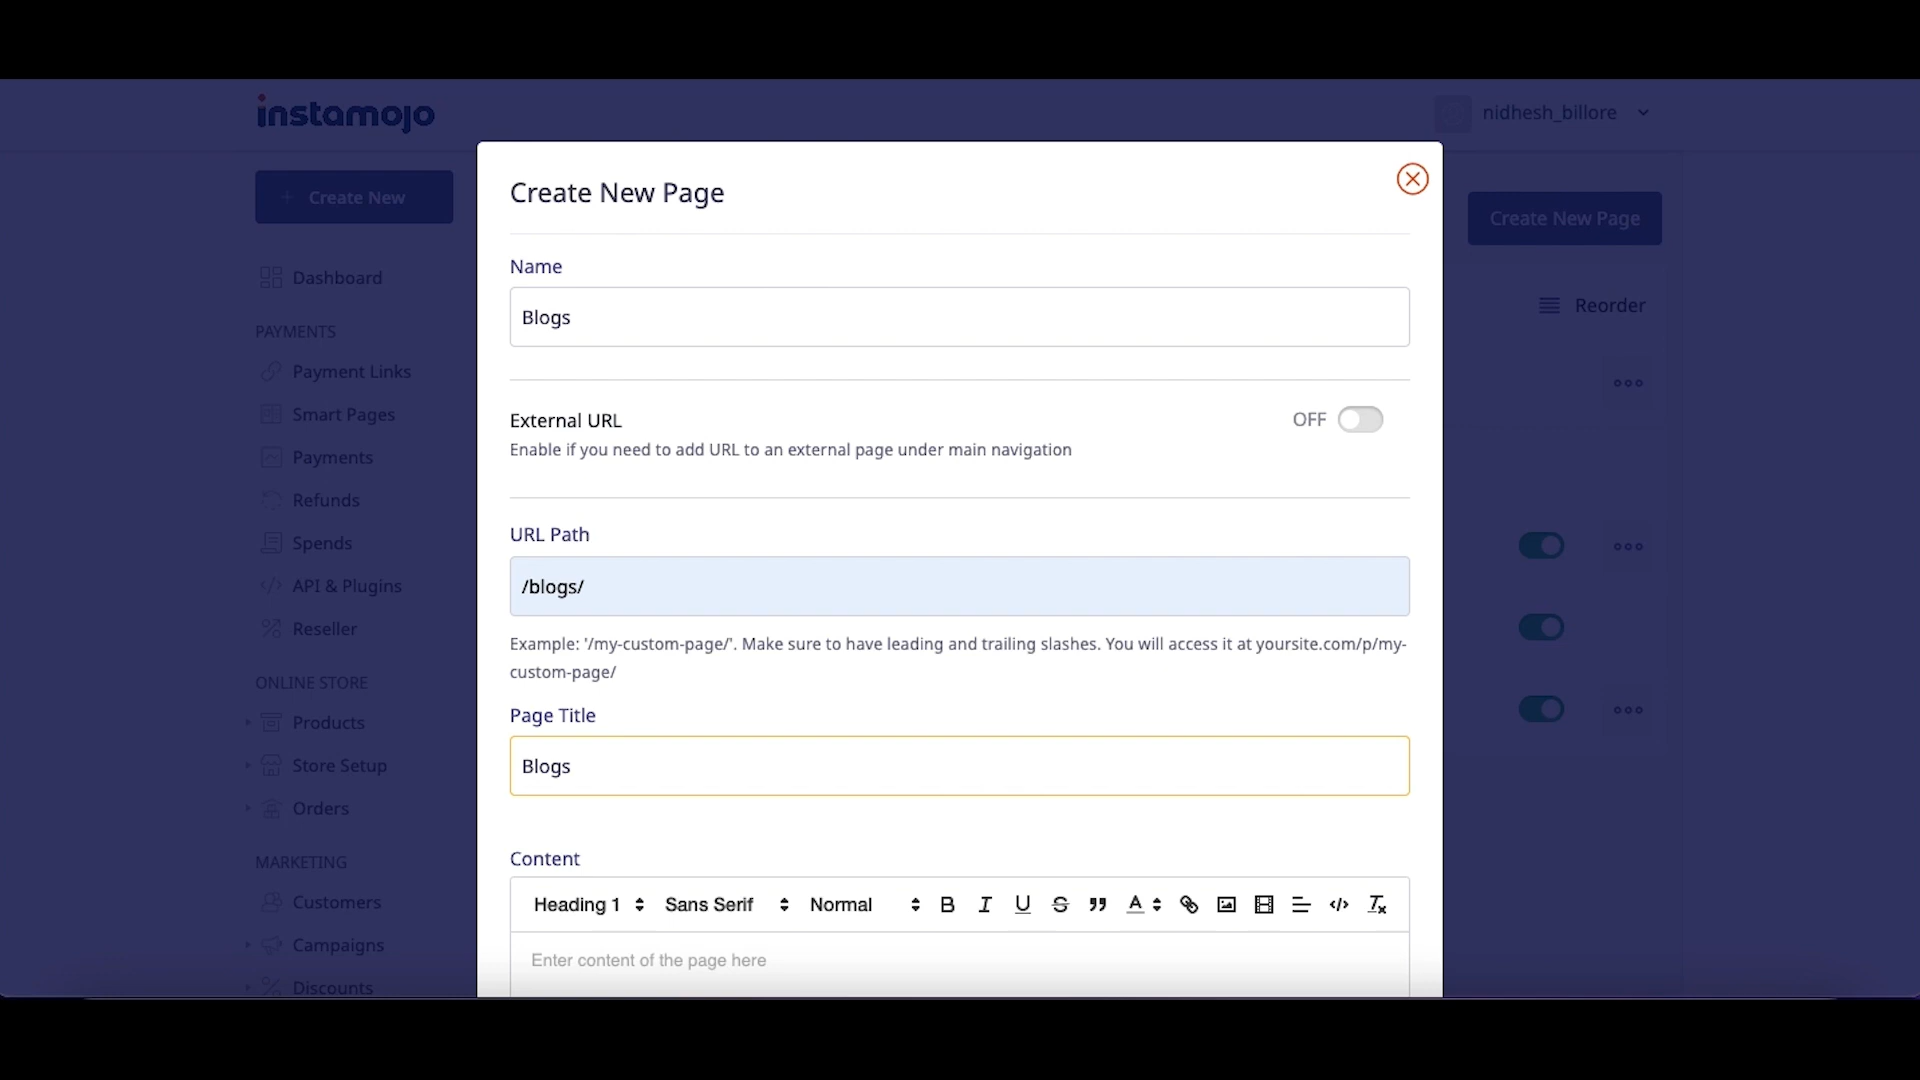 instamojo
nidhesh_billore
+ Create New
Create New Page
Create New Page
Reorder
Dashboard
PAYMENTS
Payment Links
Smart Pages
Payments
Refunds
Spends
API & Plugins
Reseller
ONLINE STORE
Products
Store Setup
Orders
MARKETING
Customers
Campaigns
Discounts
Name
Blogs
External URL
OFF
Enable if you need to add URL to an external page under main navigation
URL Path
/blogs/
Example: '/my-custom-page/'. Make sure to have leading and trailing slashes. You will access it at yoursite.com/p/my-
custom-page/
Page Title
Blogs
Content
Heading 1 Sans Serif Normal
Enter content of the page here